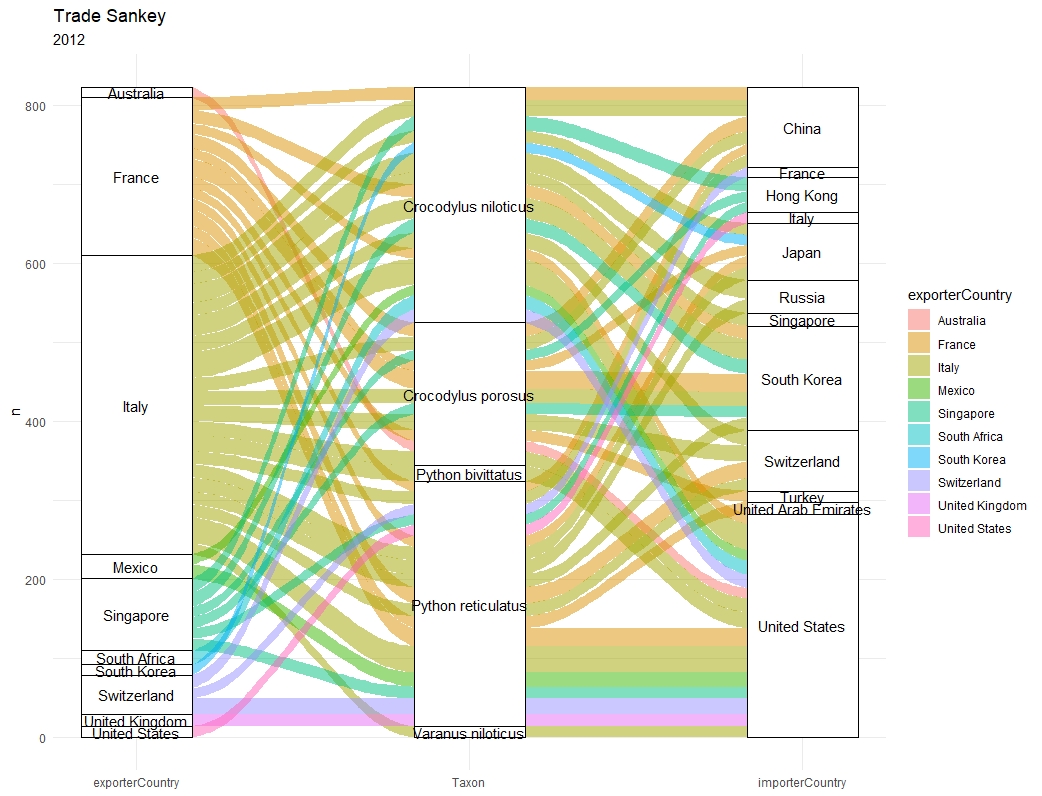 Trade Sankey
2012
n
800
600
400
200
0
Australia
France
Italy
Mexico
Singapore
South Africa
South Korea
Switzerland
United Kingdom
United States
Crocodylus niloticus
Crocodylus porosus
Python bivittatus
Python reticulatus
Varanus niloticus
China
France
Hong Kong
Italy
Japan
Russia
Singapore
South Korea
Switzerland
Turkey
United Arab Emirates
United States
exporterCountry
Taxon
importerCountry
exporterCountry
Australia
France
Italy
Mexico
Singapore
South Africa
South Korea
Switzerland
United Kingdom
United States